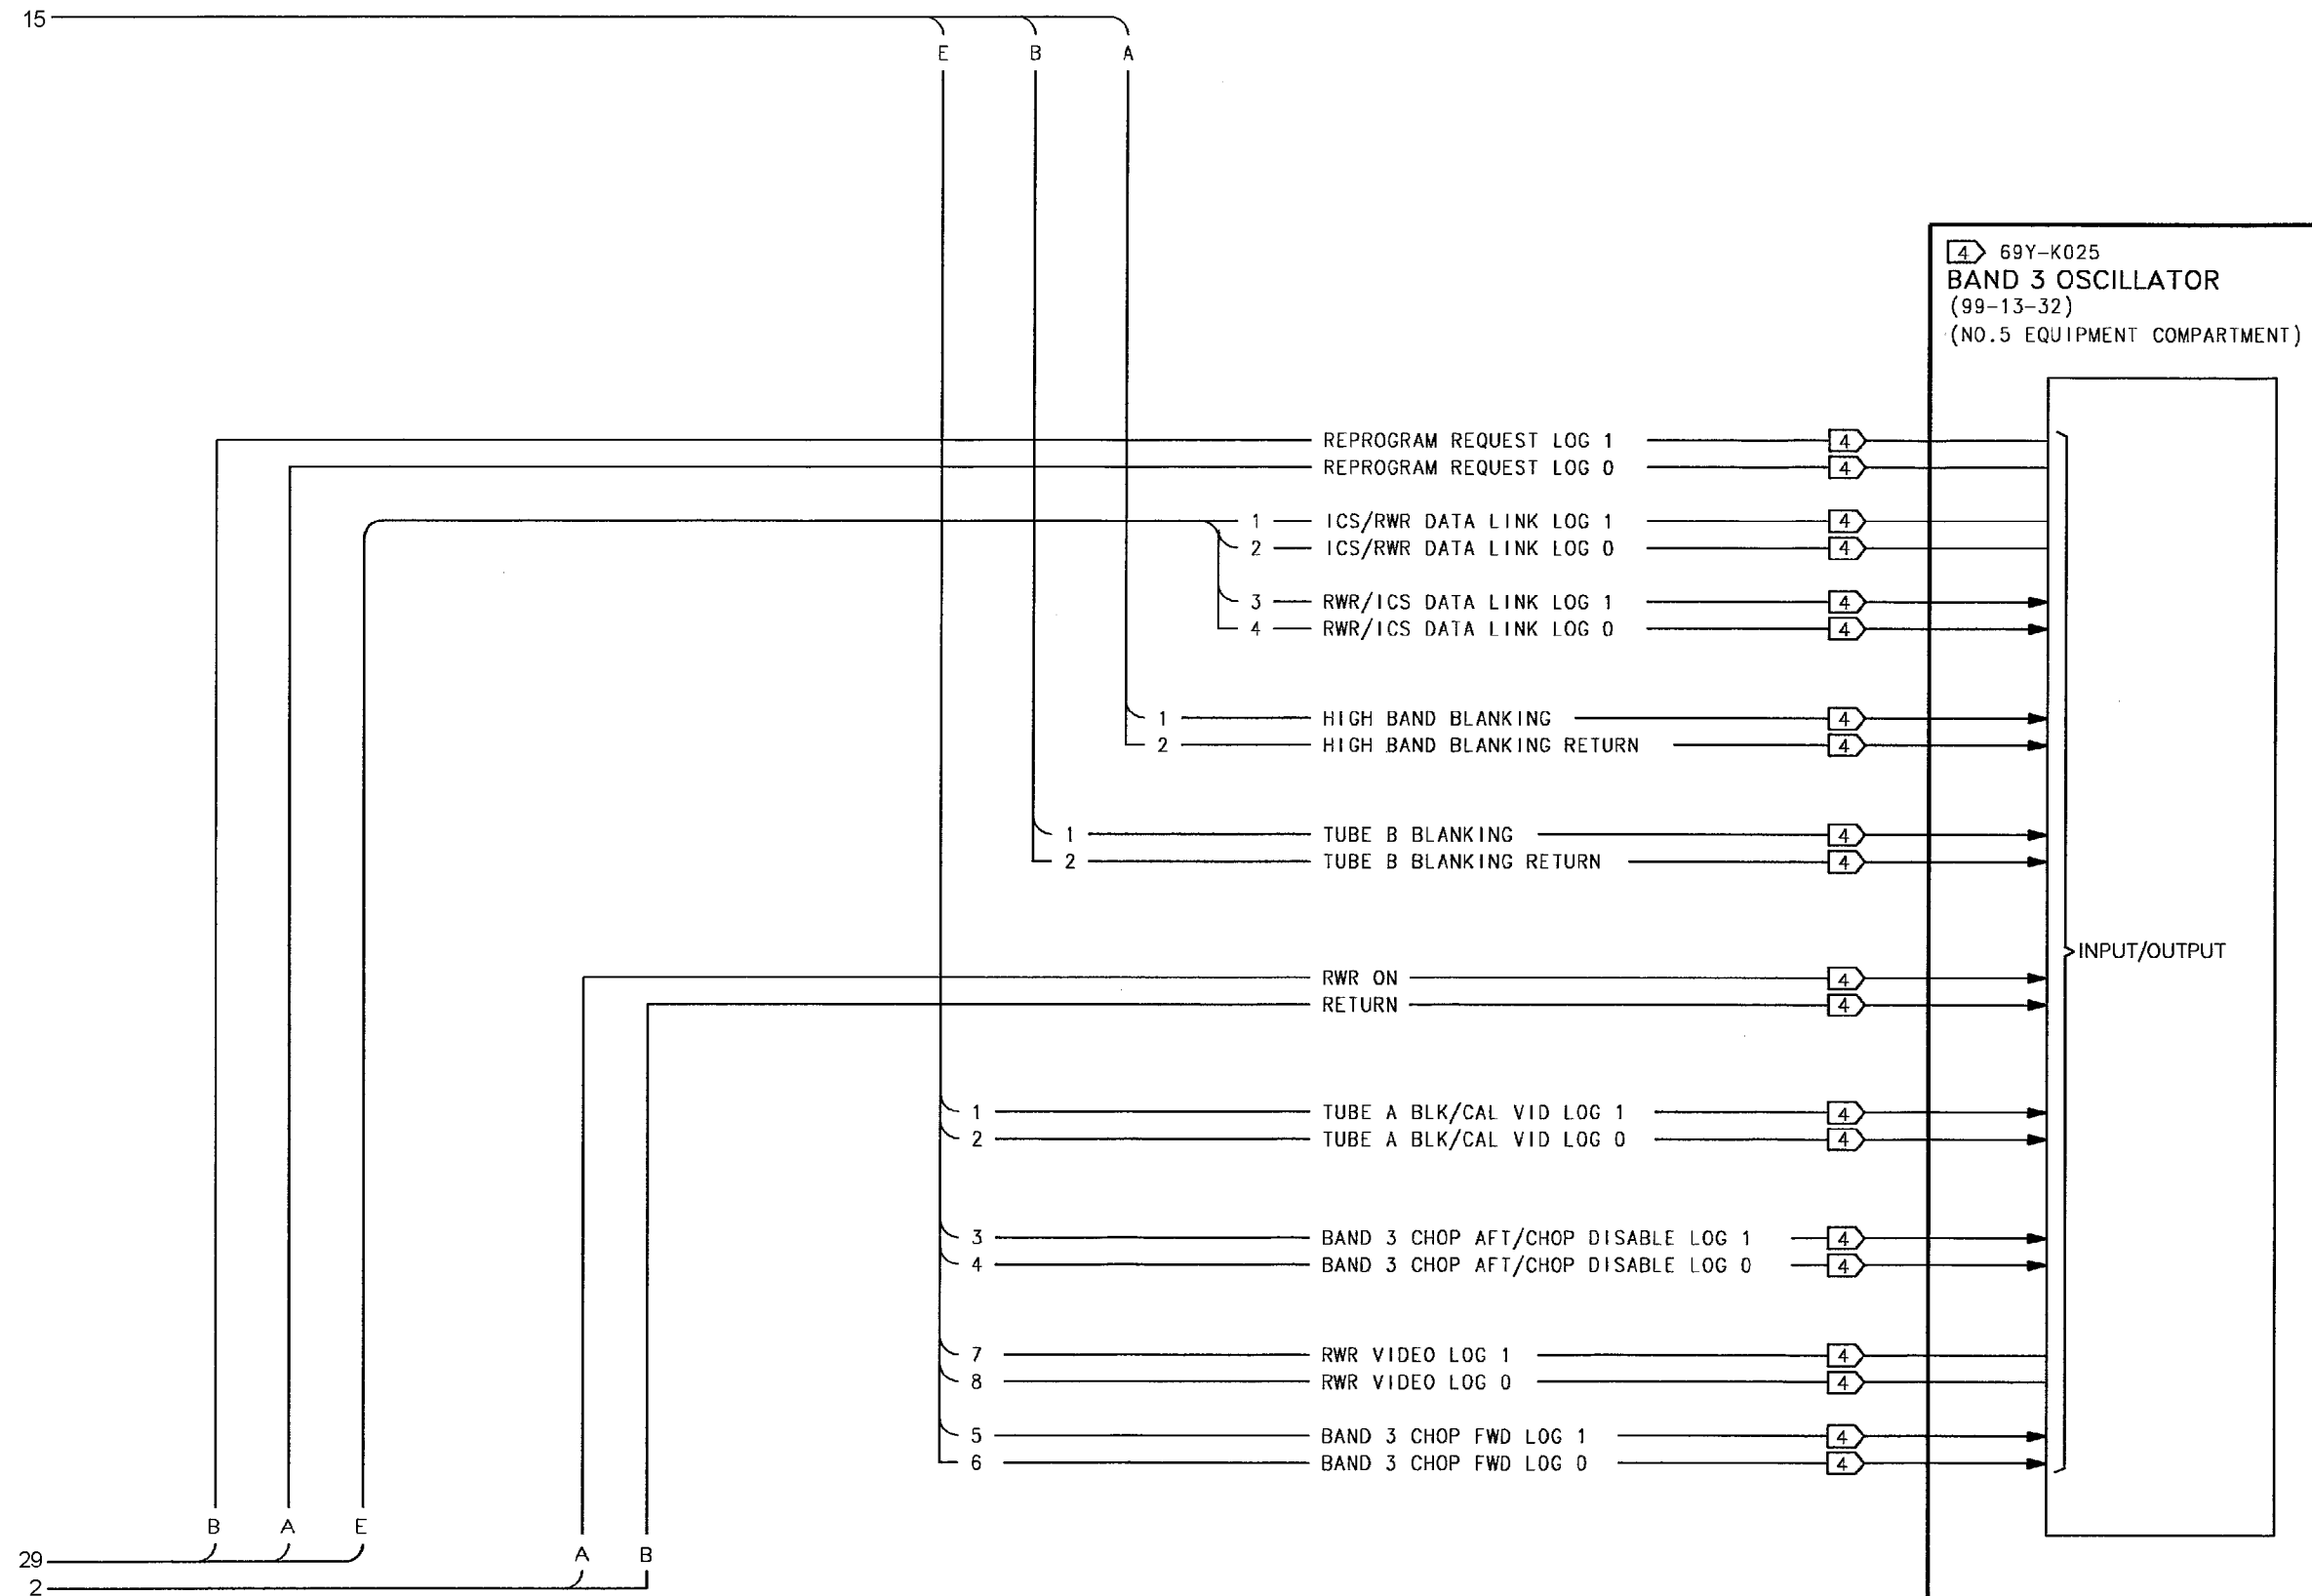 15
E B A
4 69Y-K025
BAND 3 OSCILLATOR
(99-13-32)
(NO.5 EQUIPMENT COMPARTMENT)
REPROGRAM REQUEST LOG 1 4
REPROGRAM REQUEST LOG 0 4
1 ICS/RWR DATA LINK LOG 1 4
2 ICS/RWR DATA LINK LOG 0 4
3 RWR/ICS DATA LINK LOG 1 4
4 RWR/ICS DATA LINK LOG 0 4
1 HIGH BAND BLANKING 4
2 HIGH BAND BLANKING RETURN 4
1 TUBE B BLANKING 4
2 TUBE B BLANKING RETURN 4
INPUT/OUTPUT
RWR ON 4
RETURN 4
1 TUBE A BLK/CAL VID LOG 1 4
2 TUBE A BLK/CAL VID LOG 0 4
3 BAND 3 CHOP AFT/CHOP DISABLE LOG 1 4
4 BAND 3 CHOP AFT/CHOP DISABLE LOG 0 4
7 RWR VIDEO LOG 1 4
8 RWR VIDEO LOG 0 4
5 BAND 3 CHOP FWD LOG 1 4
6 BAND 3 CHOP FWD LOG 0 4
B A E
A B
29
2